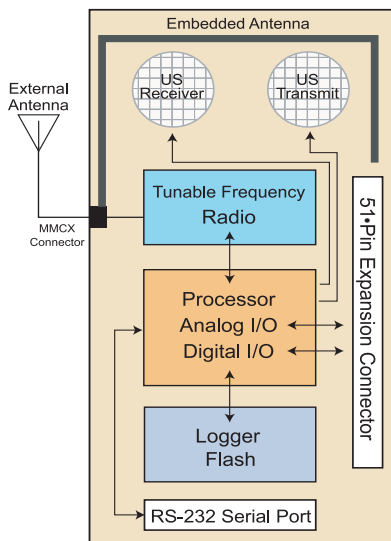 Embedded Antenna
External
Antenna
US
Receiver
US
Transmit
MMCX
Connector
Tunable Frequency
Radio
51•Pin Expansion Connector
Processor
Analog I/O
Digital I/O
Logger
Flash
RS-232 Serial Port